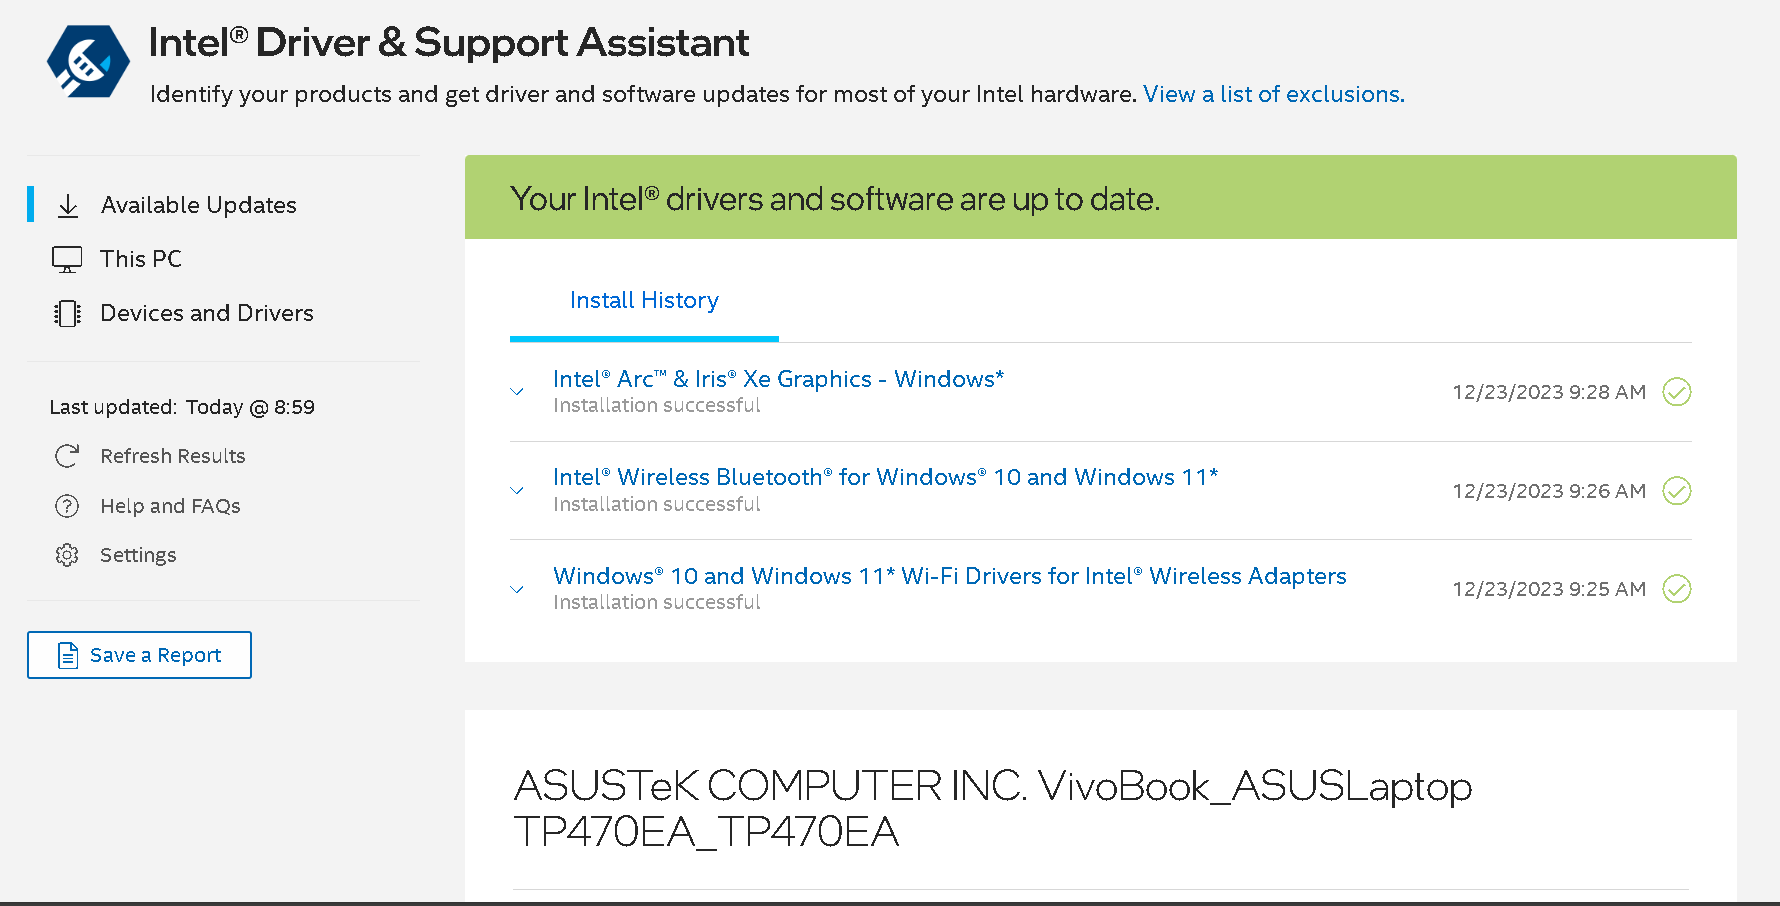 Intel® Driver & Support Assistant
Identify your products and get driver and software updates for most of your Intel hardware. View a list of exclusions.
Available Updates
This PC
Devices and Drivers
Last updated: Today @ 8:59
Refresh Results
Help and FAQs
Settings
Save a Report
Your Intel® drivers and software are up to date.
Install History
Intel® Arc™ & Iris® Xe Graphics - Windows*
Installation successful
12/23/2023 9:28 AM
Intel® Wireless Bluetooth® for Windows® 10 and Windows 11*
Installation successful
12/23/2023 9:26 AM
Windows® 10 and Windows 11* Wi-Fi Drivers for Intel® Wireless Adapters
Installation successful
12/23/2023 9:25 AM
ASUSTeK COMPUTER INC. VivoBook_ASUSLaptop
TP470EA_TP470EA